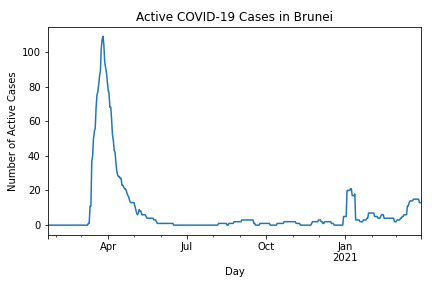 Active COVID-19 Cases in Brunei
100
80
60
40
20
0
Number of Active Cases
Apr
Jul
Oct
Jan
2021
Day